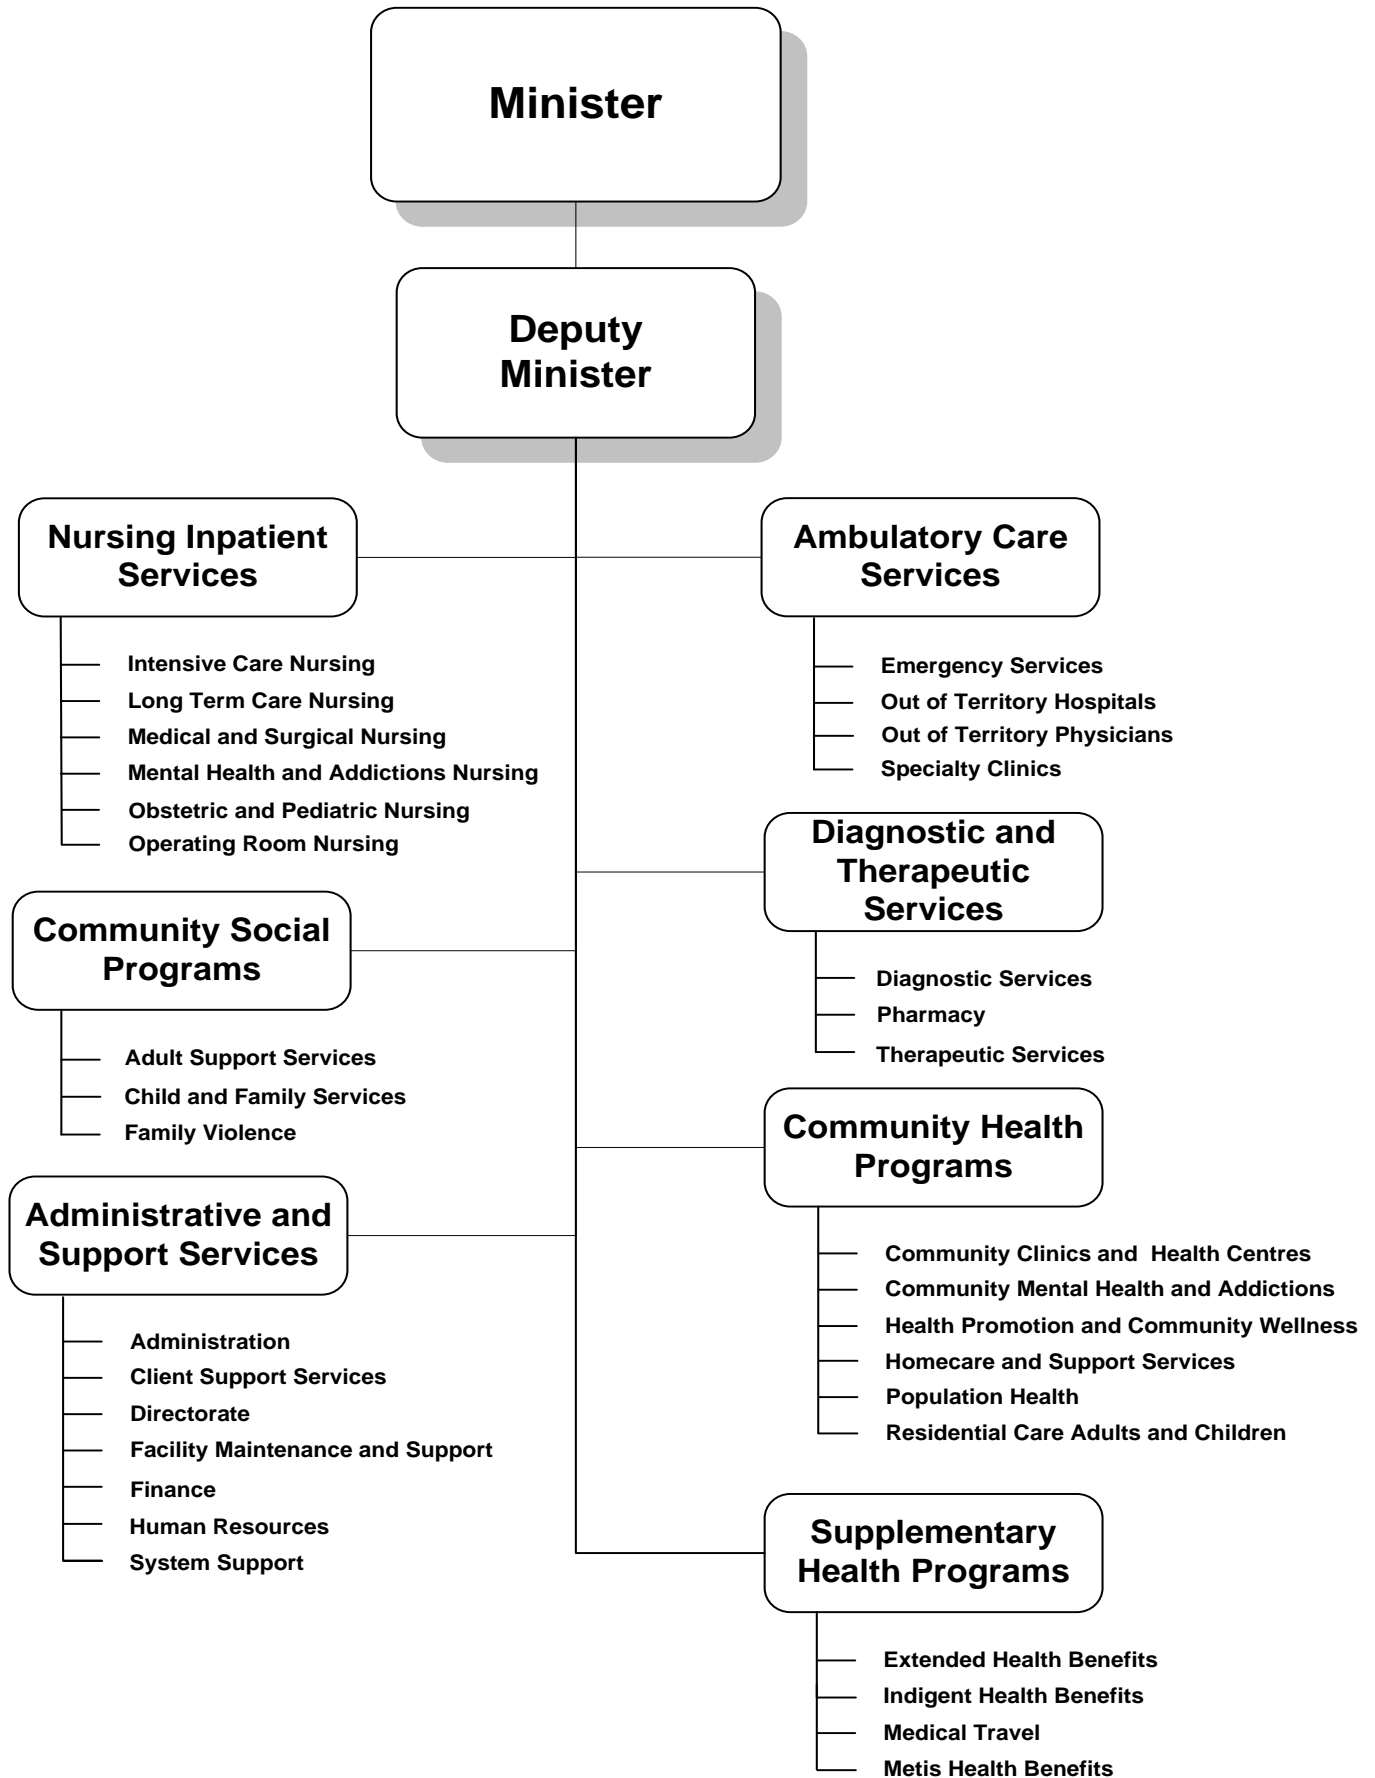 Minister
Deputy
Minister
Nursing Inpatient
Services
Intensive Care Nursing
Long Term Care Nursing
Medical and Surgical Nursing
Mental Health and Addictions Nursing
Obstetric and Pediatric Nursing
Operating Room Nursing
Community Social
Programs
Adult Support Services
Child and Family Services
Family Violence
Administrative and
Support Services
Administration
Client Support Services
Directorate
Facility Maintenance and Support
Finance
Human Resources
System Support
Ambulatory Care
Services
Emergency Services
Out of Territory Hospitals
Out of Territory Physicians
Specialty Clinics
Diagnostic and
Therapeutic
Services
Diagnostic Services
Pharmacy
Therapeutic Services
Community Health
Programs
Community Clinics and  Health Centres
Community Mental Health and Addictions
Health Promotion and Community Wellness
Homecare and Support Services
Population Health
Residential Care Adults and Children
Supplementary
Health Programs
Extended Health Benefits
Indigent Health Benefits
Medical Travel
Metis Health Benefits